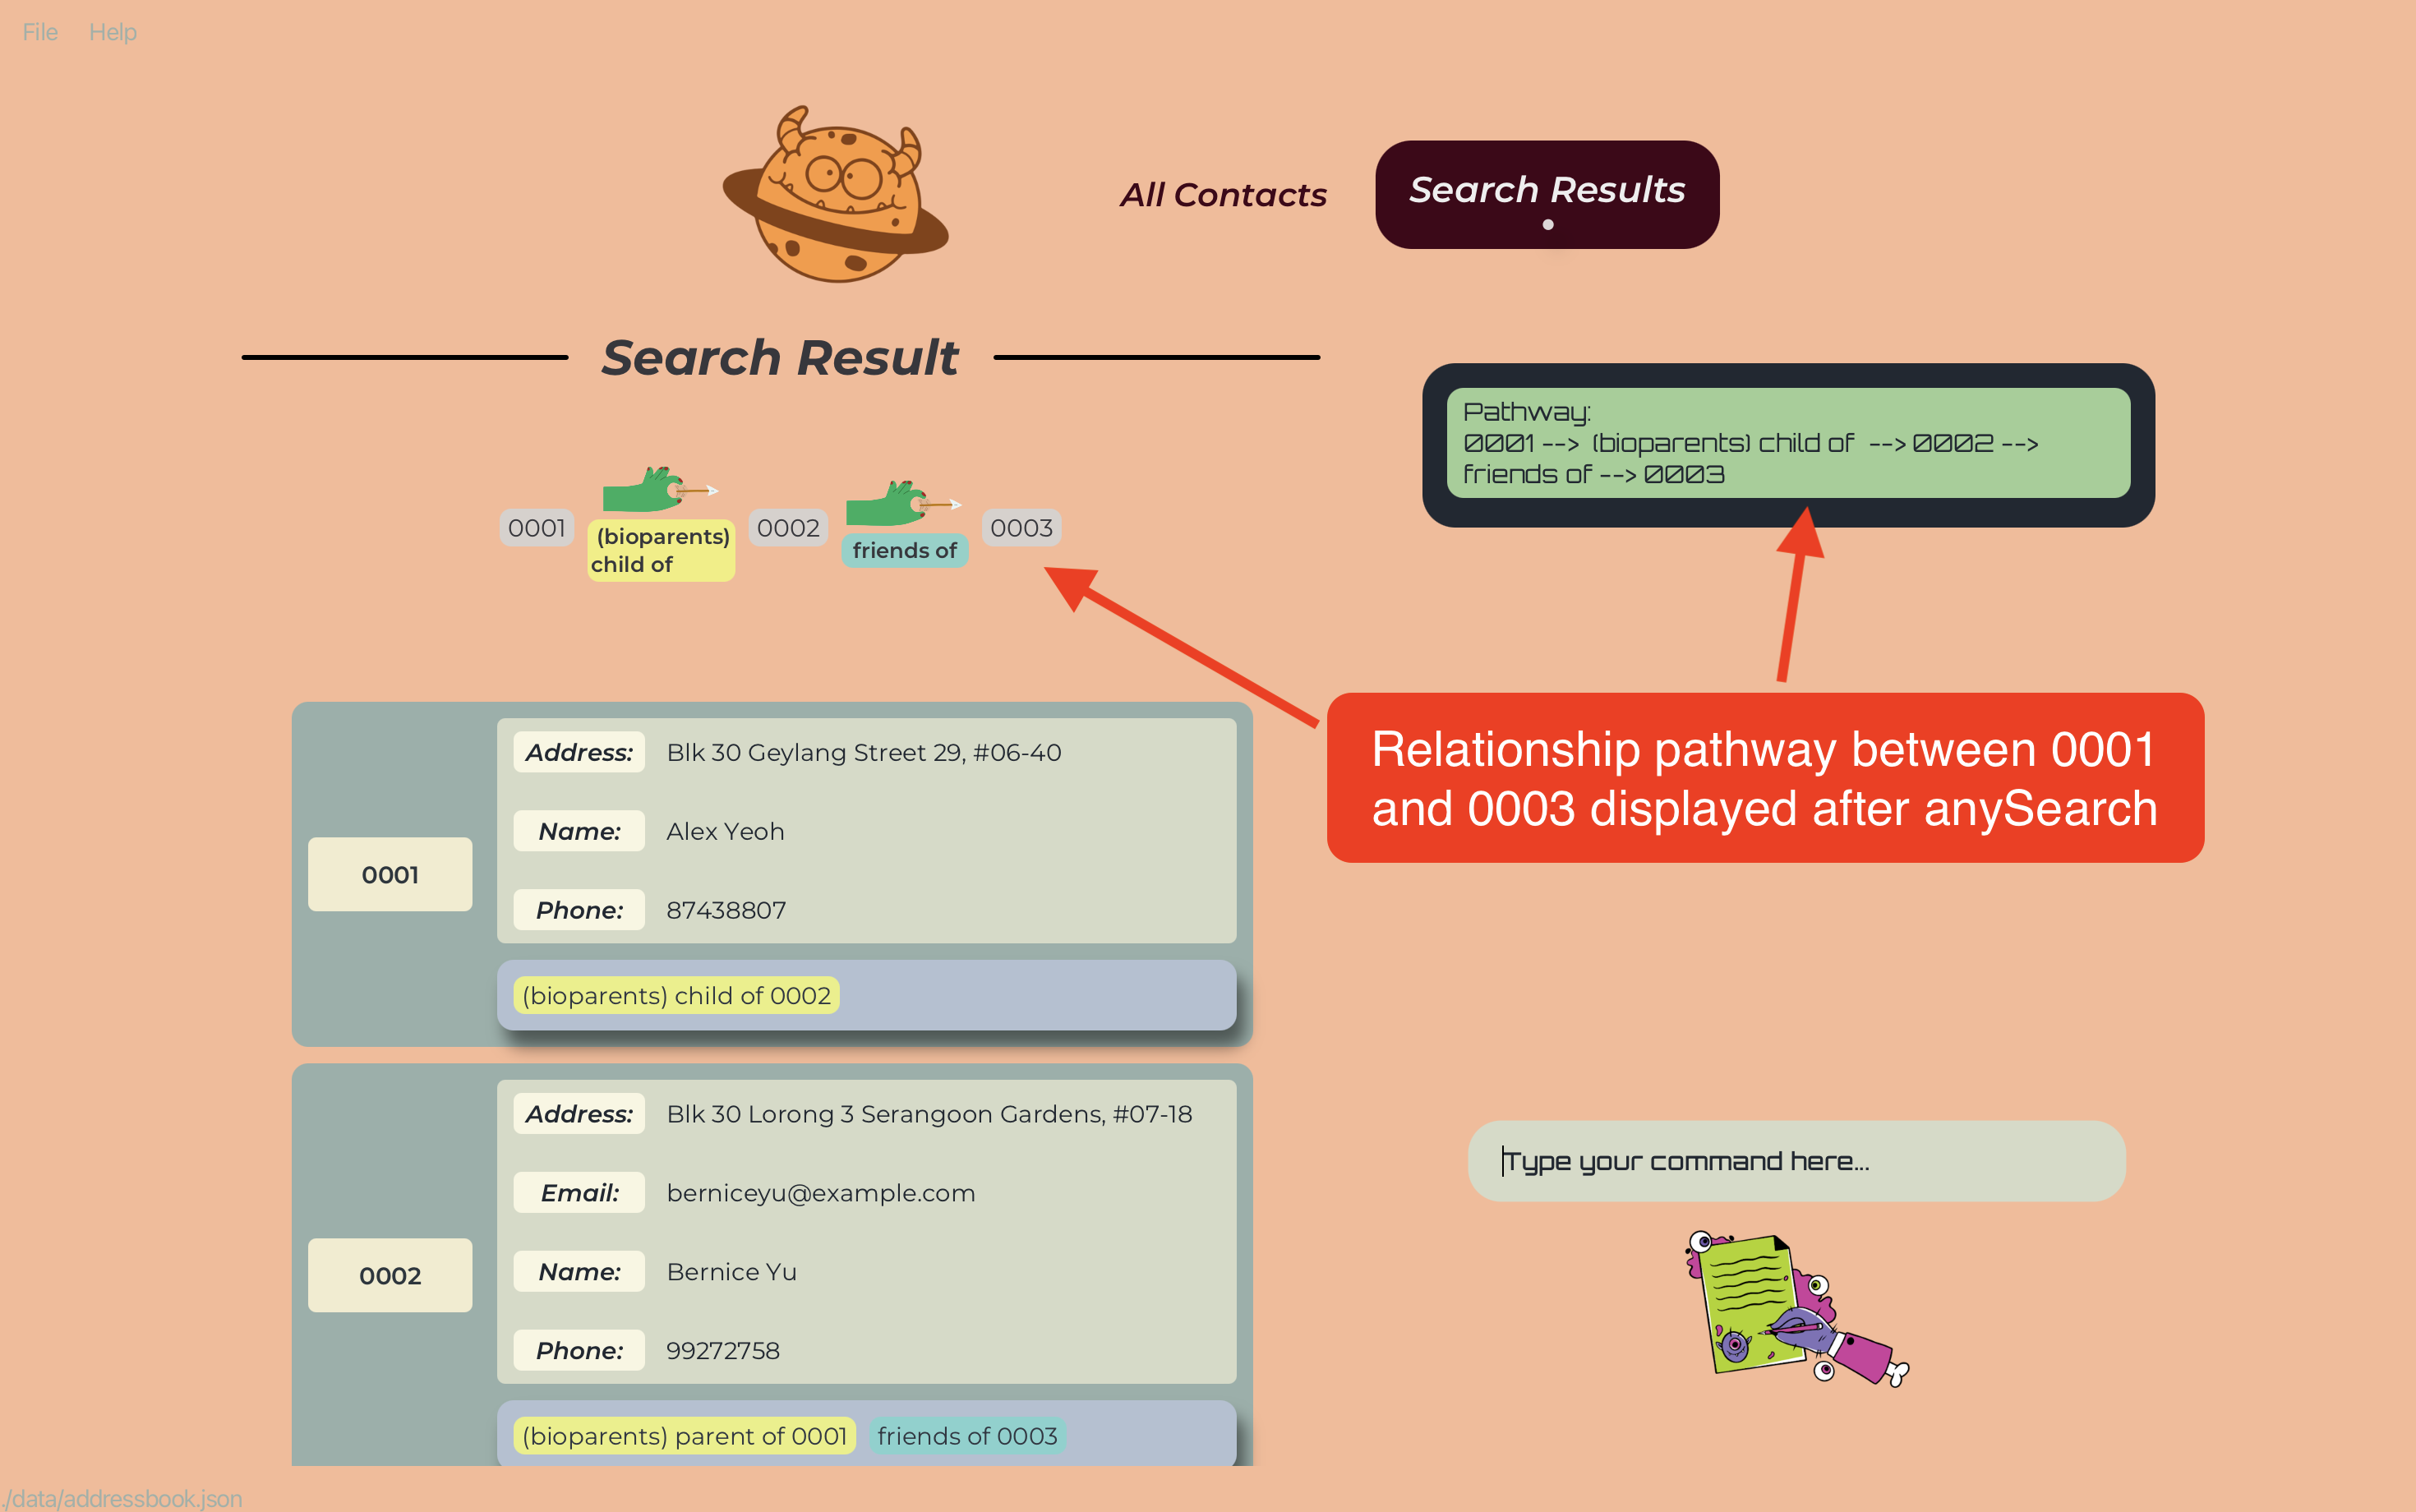 File Help
All Contacts
Search Results
Search Result
Pathway:
0001 --> (bioparents) child of --> 0002 -->
friends of --> 0003
0001
(bioparents)
child of
0002
friends of
0003
Relationship pathway between 0001
and 0003 displayed after anySearch
0001
Address: Blk 30 Geylang Street 29, #06-40
Name: Alex Yeoh
Phone: 87438807
(bioparents) child of 0002
0002
Address: Blk 30 Lorong 3 Serangoon Gardens, #07-18
Email: berniceyu@example.com
Name: Bernice Yu
Phone: 99272758
(bioparents) parent of 0001 friends of 0003
Type your command here...
./data/addressbook.json